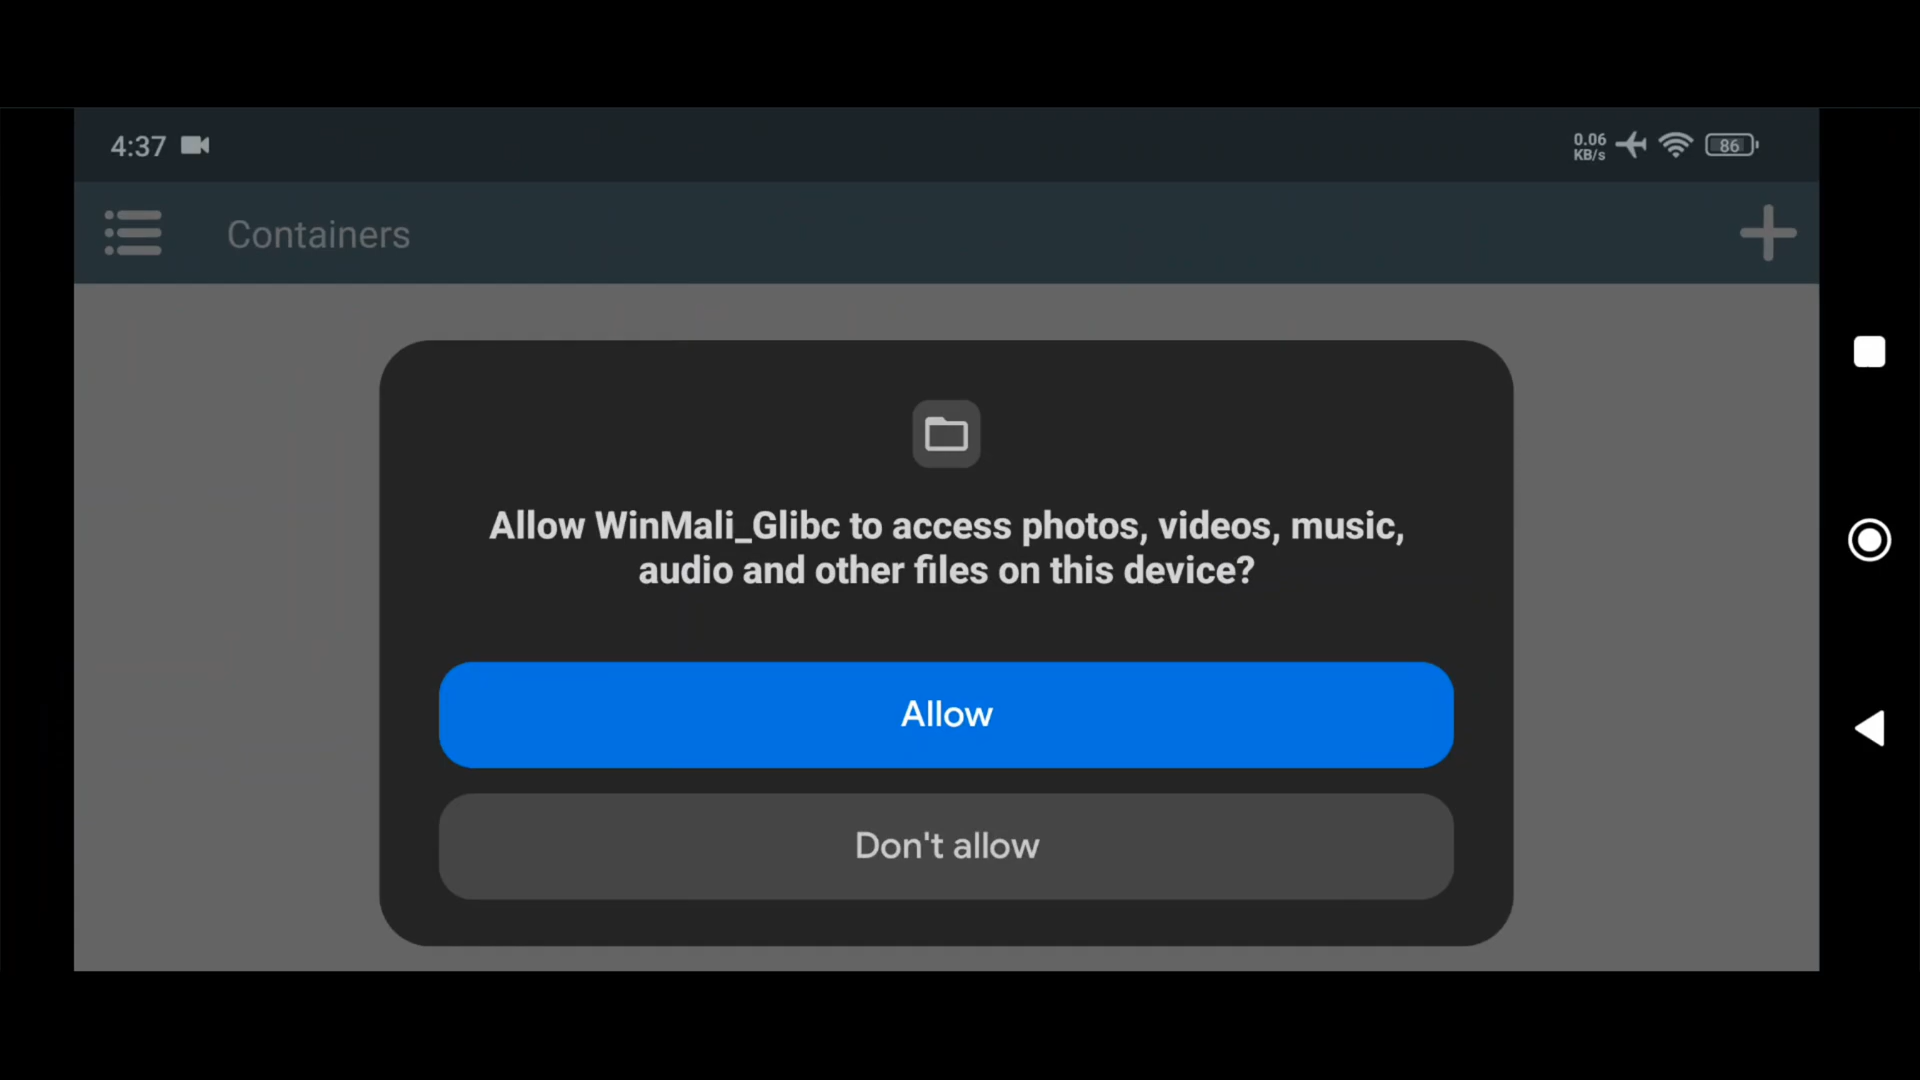 4:37
0.06
KB/s
86
Containers
Allow WinMali_Glibc to access photos, videos, music,
audio and other files on this device?
Allow
Don't allow